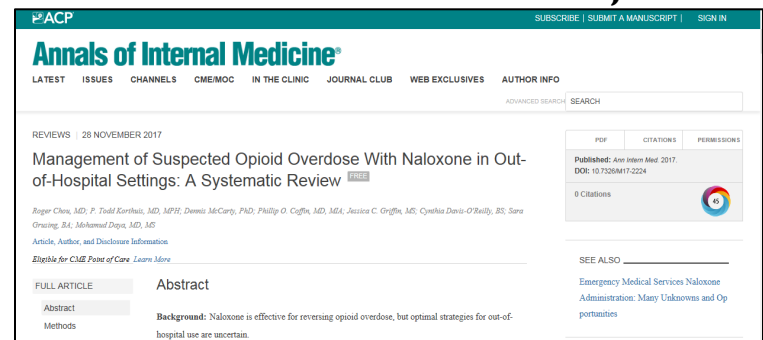 ACP
SUBSCRIBE | SUBMIT A MANUSCRIPT | SIGN IN
Annals of Internal Medicine®
LATEST ISSUES CHANNELS CME/MOC IN THE CLINIC JOURNAL CLUB WEB EXCLUSIVES AUTHOR INFO
ADVANCED SEARCH SEARCH
REVIEWS | 28 NOVEMBER 2017
Management of Suspected Opioid Overdose With Naloxone in Out-
of-Hospital Settings: A Systematic Review FREE
Roger Chou, MD; P. Todd Korthuis, MD, MPH; Dennis McCarty, PhD; Phillip O. Coffin, MD, MIA; Jessica C. Griffin, MS; Cynthia Davis-O'Reilly, BS; Sara
Grusing, BA; Mohamud Daya, MD, MS
Article, Author, and Disclosure Information
Eligible for CME Point of Care Learn More
FULL ARTICLE
Abstract
Methods
Abstract
Background: Naloxone is effective for reversing opioid overdose, but optimal strategies for out-of-
hospital use are uncertain.
PDF CITATIONS PERMISSIONS
Published: Ann Intern Med. 2017.
DOI: 10.7326/M17-2224
0 Citations
45
SEE ALSO
Emergency Medical Services Naloxone
Administration: Many Unknowns and Op
portunities